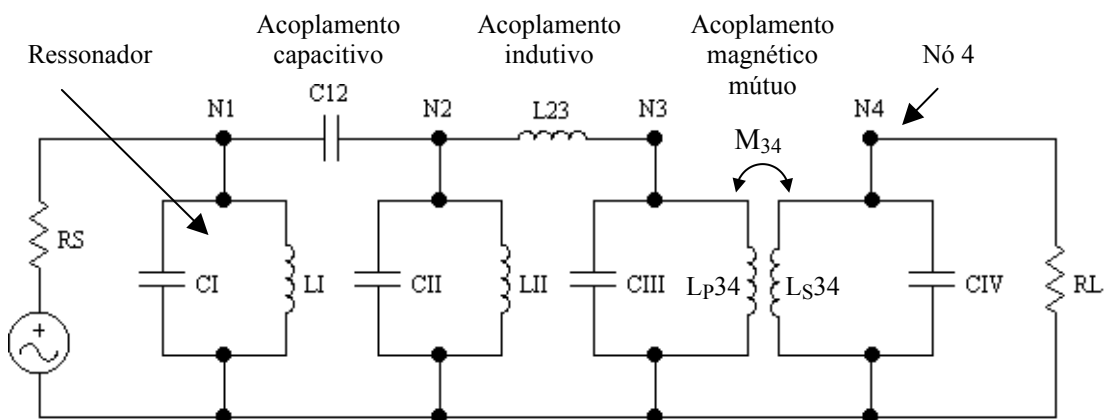 Acoplamento
capacitivo
Acoplamento
indutivo
Acoplamento
magnético
mútuo
Ressonador
Nó 4
C12
N1
N2
L23
N3
N4
M34
RS
CI
LI
CII
LII
CIII
LP34
LS34
CIV
RL
+